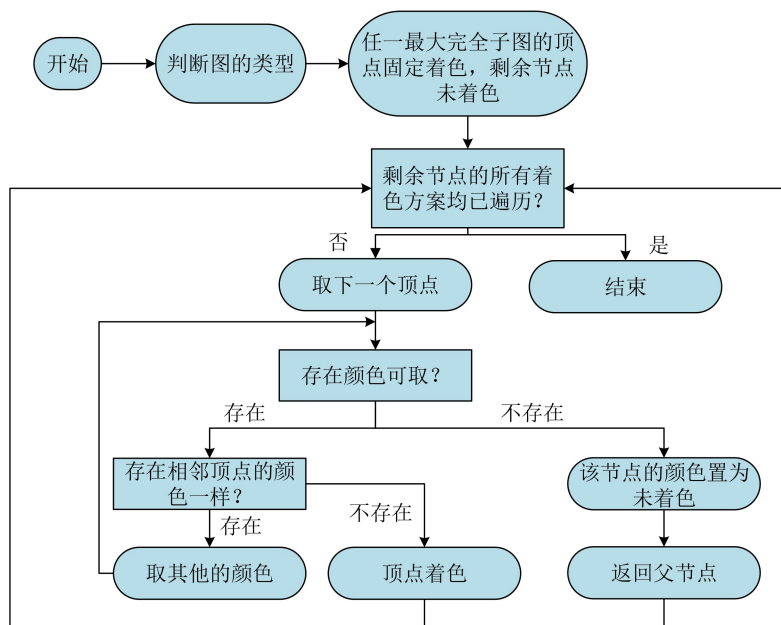 开始
判断图的类型
任一最大完全子图的顶
点固定着色，剩余节点
未着色
剩余节点的所有着
色方案均已遍历？
否
是
取下一个顶点
结束
存在颜色可取？
存在
不存在
存在相邻顶点的颜
色一样？
该节点的颜色置为
未着色
存在
不存在
取其他的颜色
顶点着色
返回父节点